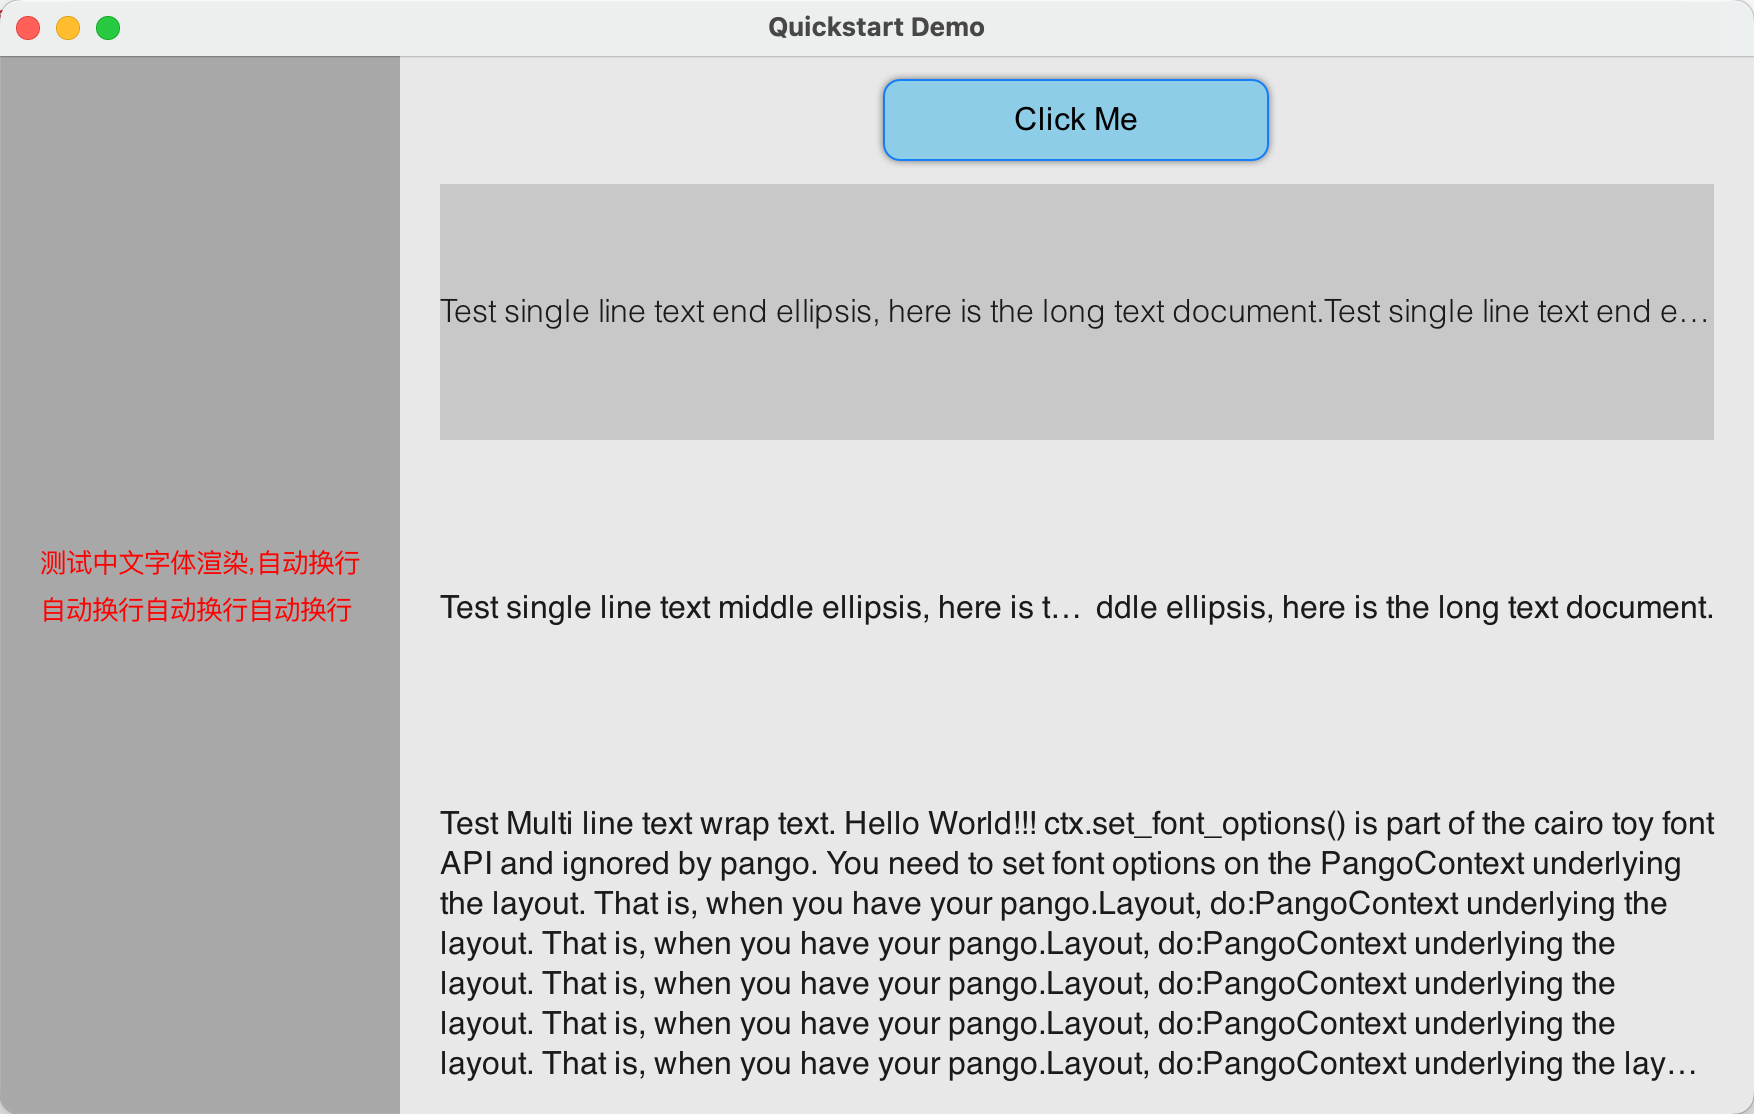 Quickstart Demo
Click Me
Test single line text end ellipsis, here is the long text document.Test single line text end e…
测试中文字体渲染,自动换行
自动换行自动换行自动换行
Test single line text middle ellipsis, here is t… ddle ellipsis, here is the long text document.
Test Multi line text wrap text. Hello World!!! ctx.set_font_options() is part of the cairo toy font
API and ignored by pango. You need to set font options on the PangoContext underlying
the layout. That is, when you have your pango.Layout, do:PangoContext underlying the
layout. That is, when you have your pango.Layout, do:PangoContext underlying the
layout. That is, when you have your pango.Layout, do:PangoContext underlying the
layout. That is, when you have your pango.Layout, do:PangoContext underlying the
layout. That is, when you have your pango.Layout, do:PangoContext underlying the lay…